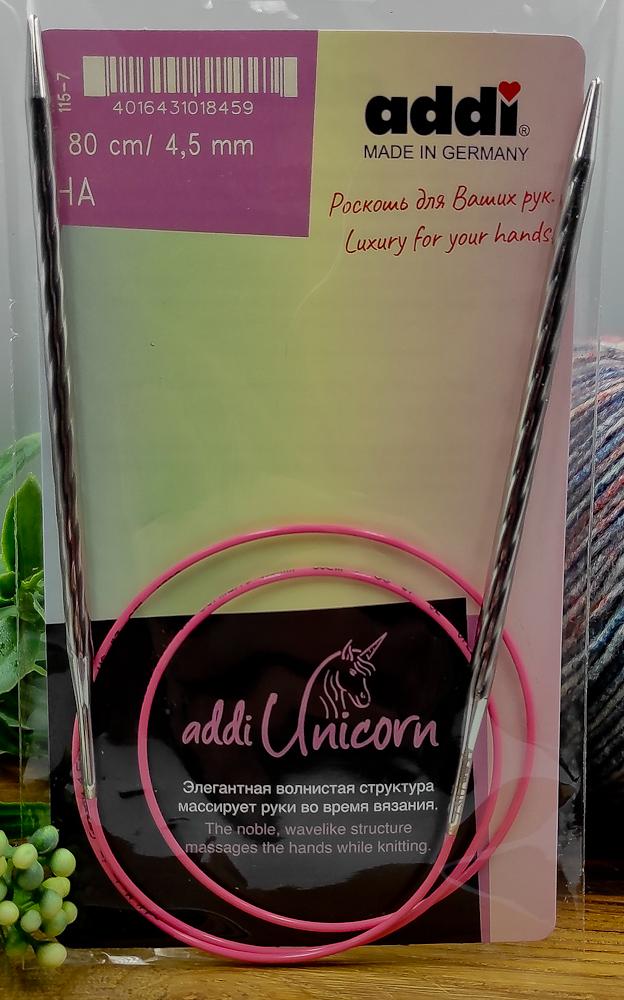 115-7
4016431018459
80 cm/ 4,5 mm
НА
addi®
MADE IN GERMANY
Роскошь для Ваших рук.
Luxury for your hands
addi Unicorn
Элегантная волнистая структура
массирует руки во время вязания.
The noble, wavelike structure
massages the hands while knitting.